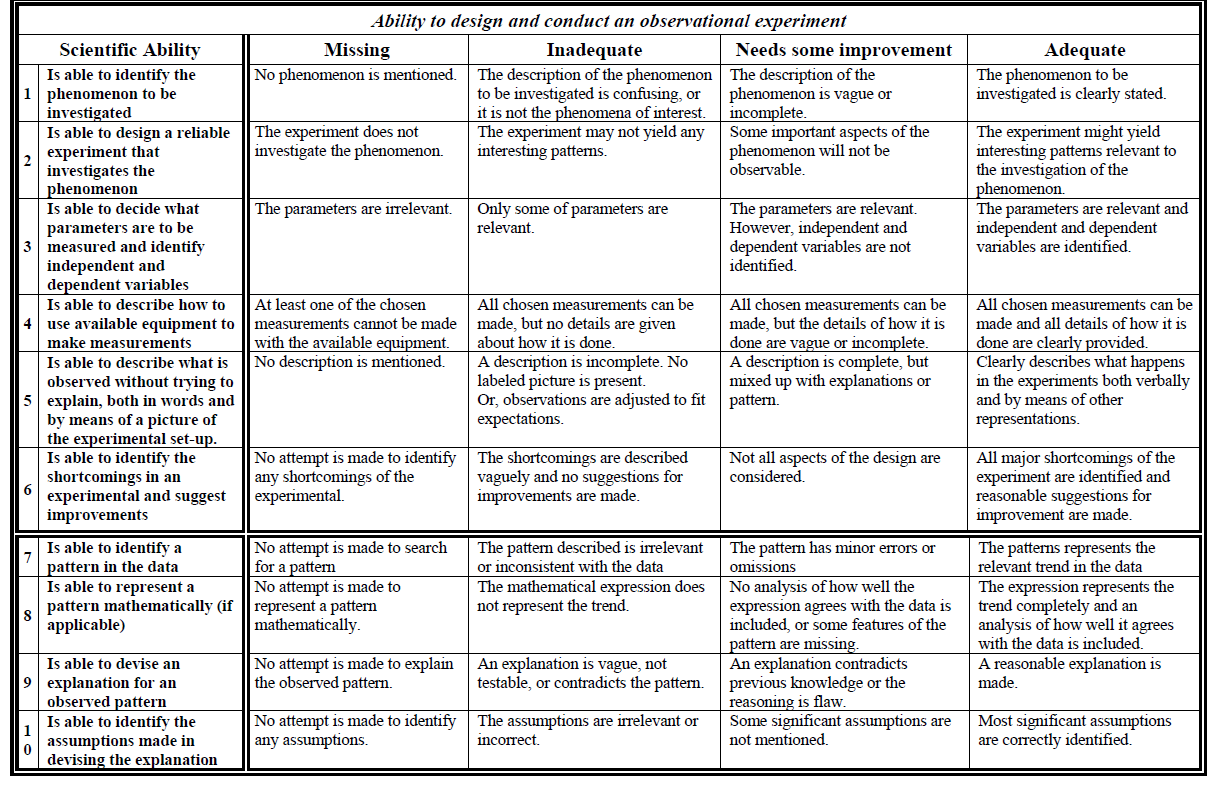 Ability to design and conduct an observational experiment
Scientific Ability Missing Inadequate Needs some improvement Adequate
1
Is able to identify the
phenomenon to be
investigated
No phenomenon is mentioned.
The description of the phenomenon
to be investigated is confusing, or
it is not the phenomena of interest.
The description of the
phenomenon is vague or
incomplete.
The phenomenon to be
investigated is clearly stated.
2
Is able to design a reliable
experiment that
investigates the
phenomenon
The experiment does not
investigate the phenomenon.
The experiment may not yield any
interesting patterns.
Some important aspects of the
phenomenon will not be
observable.
The experiment might yield
interesting patterns relevant to
the investigation of the
phenomenon.
3
Is able to decide what
parameters are to be
measured and identify
independent and
dependent variables
The parameters are irrelevant.
Only some of parameters are
relevant.
The parameters are relevant.
However, independent and
dependent variables are not
identified.
The parameters are relevant and
independent and dependent
variables are identified.
4
Is able to describe how to
use available equipment to
make measurements
At least one of the chosen
measurements cannot be made
with the available equipment.
All chosen measurements can be
made, but no details are given
about how it is done.
All chosen measurements can be
made, but the details of how it is
done are vague or incomplete.
All chosen measurements can be
made and all details of how it is
done are clearly provided.
5
Is able to describe what is
observed without trying to
explain, both in words and
by means of a picture of
the experimental set-up.
No description is mentioned.
A description is incomplete. No
labeled picture is present.
Or, observations are adjusted to fit
expectations.
A description is complete, but
mixed up with explanations or
pattern.
Clearly describes what happens
in the experiments both verbally
and by means of other
representations.
6
Is able to identify the
shortcomings in an
experimental and suggest
improvements
No attempt is made to identify
any shortcomings of the
experimental.
The shortcomings are described
vaguely and no suggestions for
improvements are made.
Not all aspects of the design are
considered.
All major shortcomings of the
experiment are identified and
reasonable suggestions for
improvement are made.
7
Is able to identify a
pattern in the data
No attempt is made to search
for a pattern
The pattern described is irrelevant
or inconsistent with the data
The pattern has minor errors or
omissions
The patterns represents the
relevant trend in the data
8
Is able to represent a
pattern mathematically (if
applicable)
No attempt is made to
represent a pattern
mathematically.
The mathematical expression does
not represent the trend.
No analysis of how well the
expression agrees with the data is
included, or some features of the
pattern are missing.
The expression represents the
trend completely and an
analysis of how well it agrees
with the data is included.
9
Is able to devise an
explanation for an
observed pattern
No attempt is made to explain
the observed pattern.
An explanation is vague, not
testable, or contradicts the pattern.
An explanation contradicts
previous knowledge or the
reasoning is flaw.
A reasonable explanation is
made.
1
0
Is able to identify the
assumptions made in
devising the explanation
No attempt is made to identify
any assumptions.
The assumptions are irrelevant or
incorrect.
Some significant assumptions are
not mentioned.
Most significant assumptions
are correctly identified.